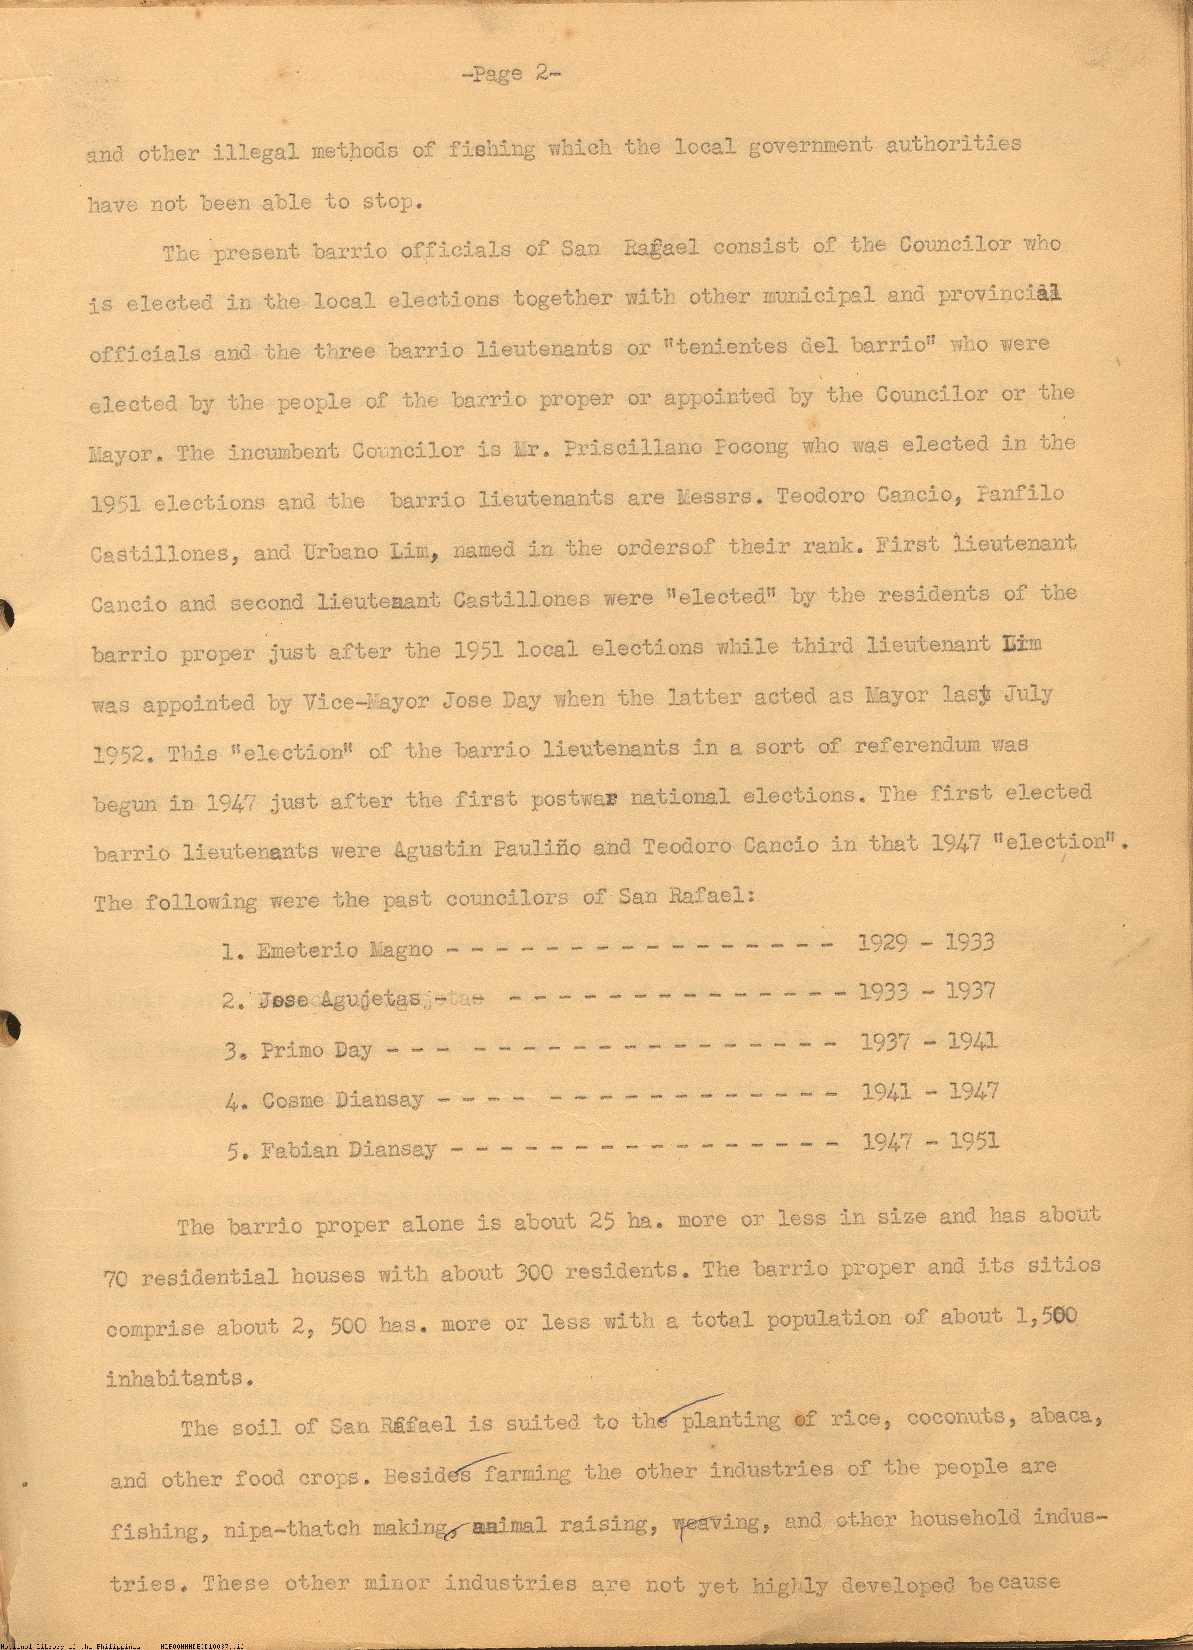 -Page 2-
and other illegal methods of fishing which the local government authorities
have not been able to stop.
The present barrio officials of San Rafael consist of the Councilor who
is elected in the local elections together with other municipal and provincial
officials and the three barrio lieutenants or "tenientes del barrio" who were
elected by the people of the barrio proper or appointed by the Councilor or the
Mayor. The incumbent Councilor is Mr. Priscillano Pocong who was elected in the
1951 elections and the barrio lieutenants are Messrs. Teodoro Cancio, Panfilo
Castillones, and Urbano Lim, named in the ordersof their rank. First lieutenant
Cancio and second lieutenant Castillones were "elected" by the residents of the
barrio proper just after the 1951 local elections while third lieutenant Lim
was appointed by Vice-Mayor Jose Day when the latter acted as Mayor last July
1952. This "election" of the barrio lieutenants in a sort of referendum was
begun in 1947 just after the first postwar national elections. The first elected
barrio lieutenants were Agustin Pauliño and Teodoro Cancio in that 1947 "election".
The following were the past councilors of San Rafael:
1. Emeterio Magno - - - - - - - - - - - - - - - - 1929 - 1933
2. Jose Agujetas - - - - - - - - - - - - - - - - 1933 - 1937
3. Primo Day - - - - - - - - - - - - - - - - - - 1937 - 1941
4. Cosme Diansay - - - - - - - - - - - - - - - - 1941 - 1947
5. Fabian Diansay - - - - - - - - - - - - - - - - 1947 - 1951
The barrio proper alone is about 25 ha. more or less in size and has about
70 residential houses with about 300 residents. The barrio proper and its sitios
comprise about 2, 500 has. more or less with a total population of about 1,500
inhabitants.
The soil of San Rafael is suited to the planting of rice, coconuts, abaca,
and other food crops. Besides farming the other industries of the people are
fishing, nipa-thatch making, animal raising, weaving, and other household indus-
tries. These other minor industries are not yet highly developed because
National Library of the Philippines